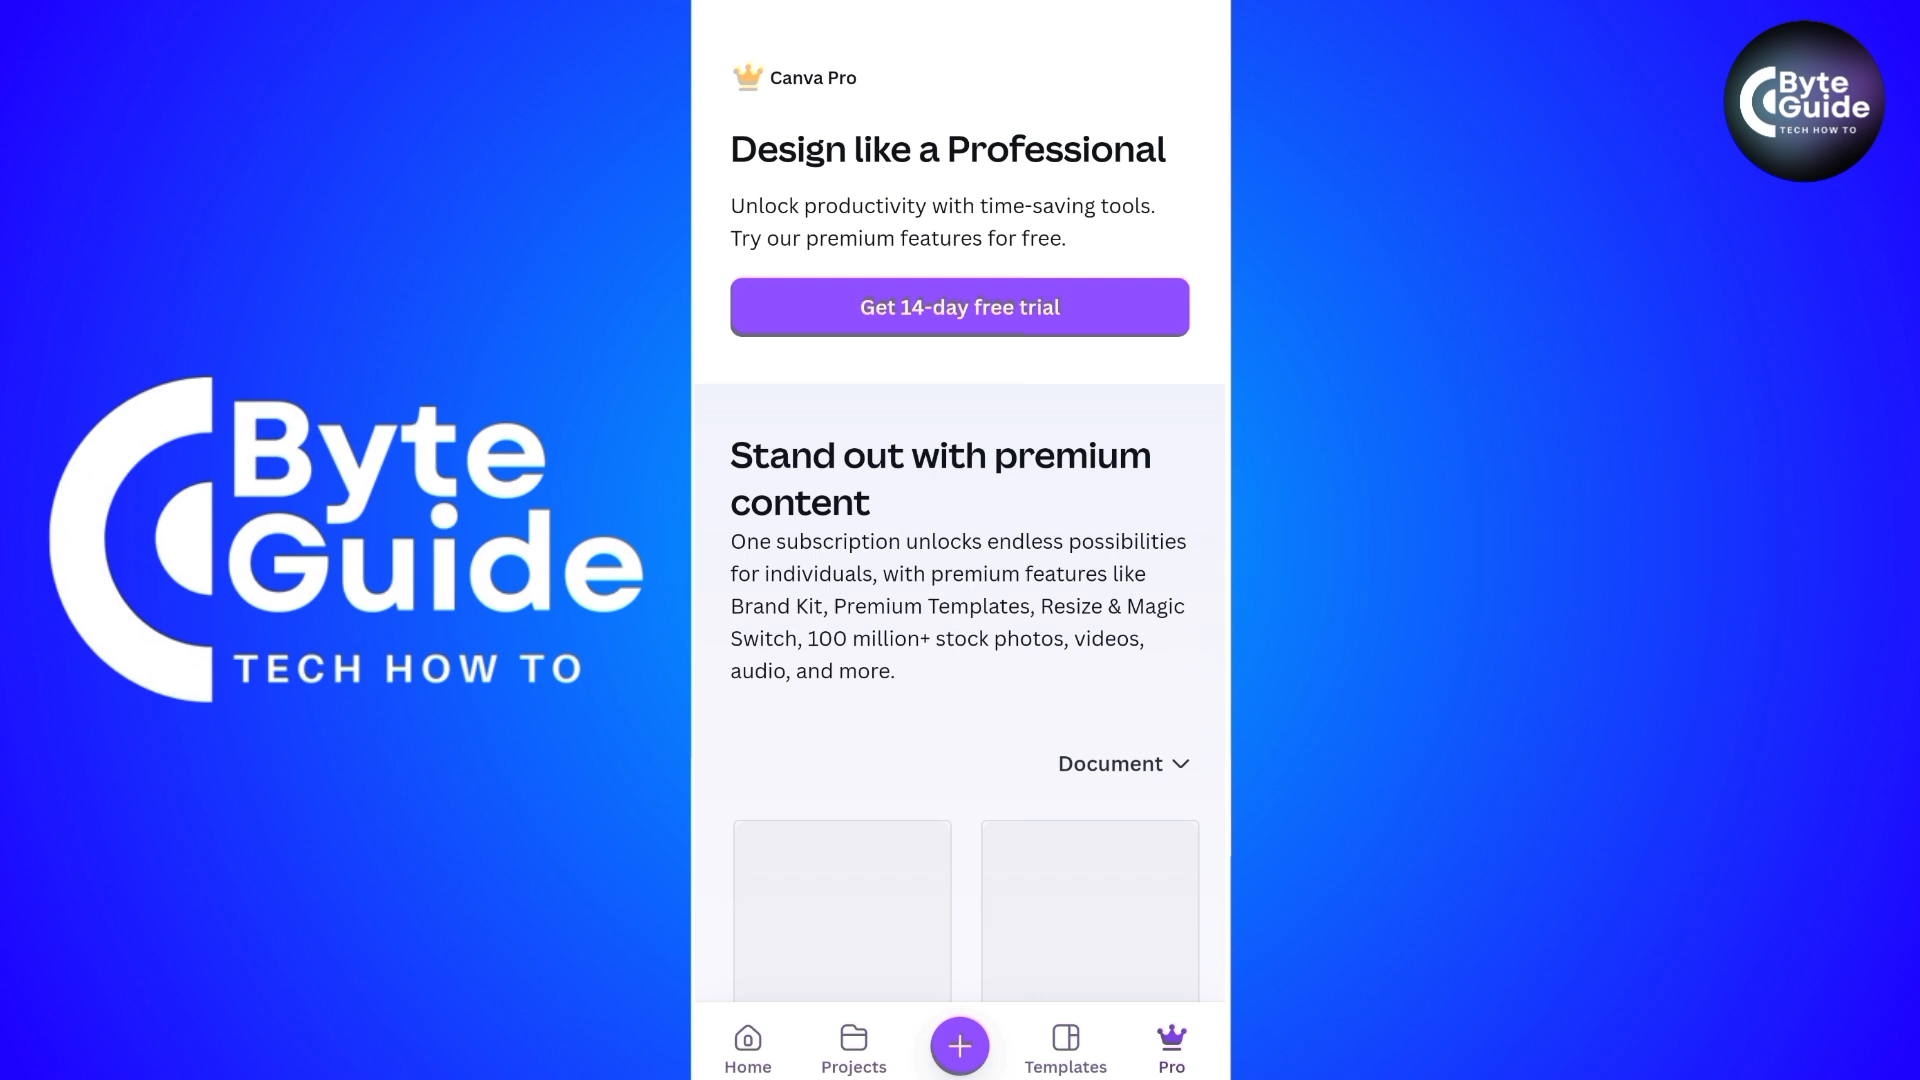 Canva Pro
Design like a Professional
Unlock productivity with time-saving tools.
Try our premium features for free.
Get 14-day free trial
Stand out with premium
content
One subscription unlocks endless possibilities
for individuals, with premium features like
Brand Kit, Premium Templates, Resize & Magic
Switch, 100 million+ stock photos, videos,
audio, and more.
Document
Home
Projects
Templates
Pro
Byte
Guide
TECH HOW TO
Byte
Guide
TECH HOW TO